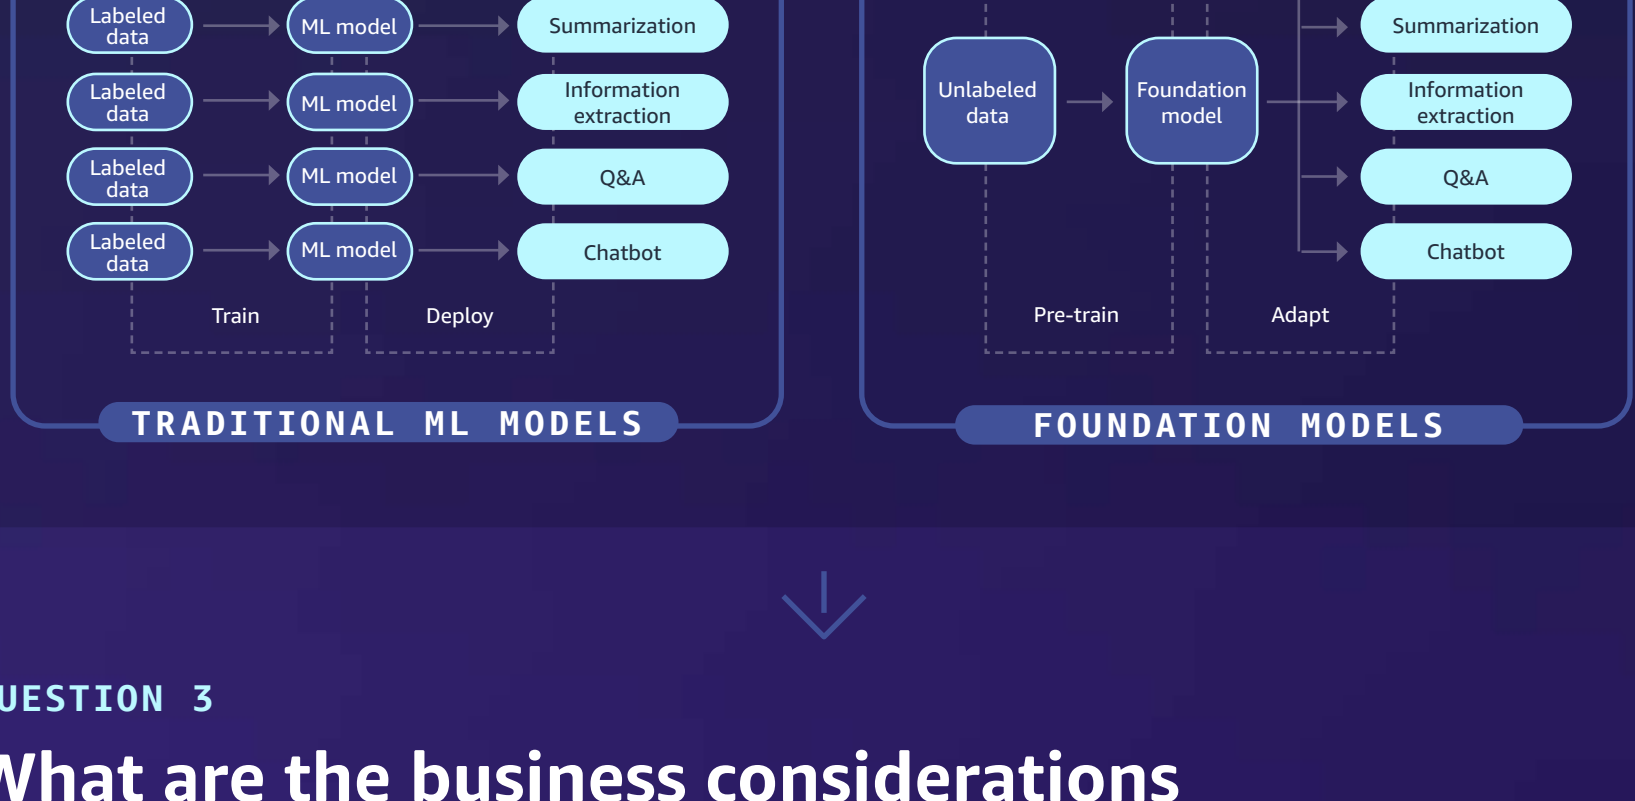 Labeled
data
ML model
Summarization
Labeled
data
ML model
Information
extraction
Labeled
data
ML model
Q&A
Labeled
data
ML model
Chatbot
Train
Deploy
TRADITIONAL ML MODELS
Unlabeled
data
Foundation
model
Summarization
Information
extraction
Q&A
Chatbot
Pre-train
Adapt
FOUNDATION MODELS
UESTION 3
What are the business considerations